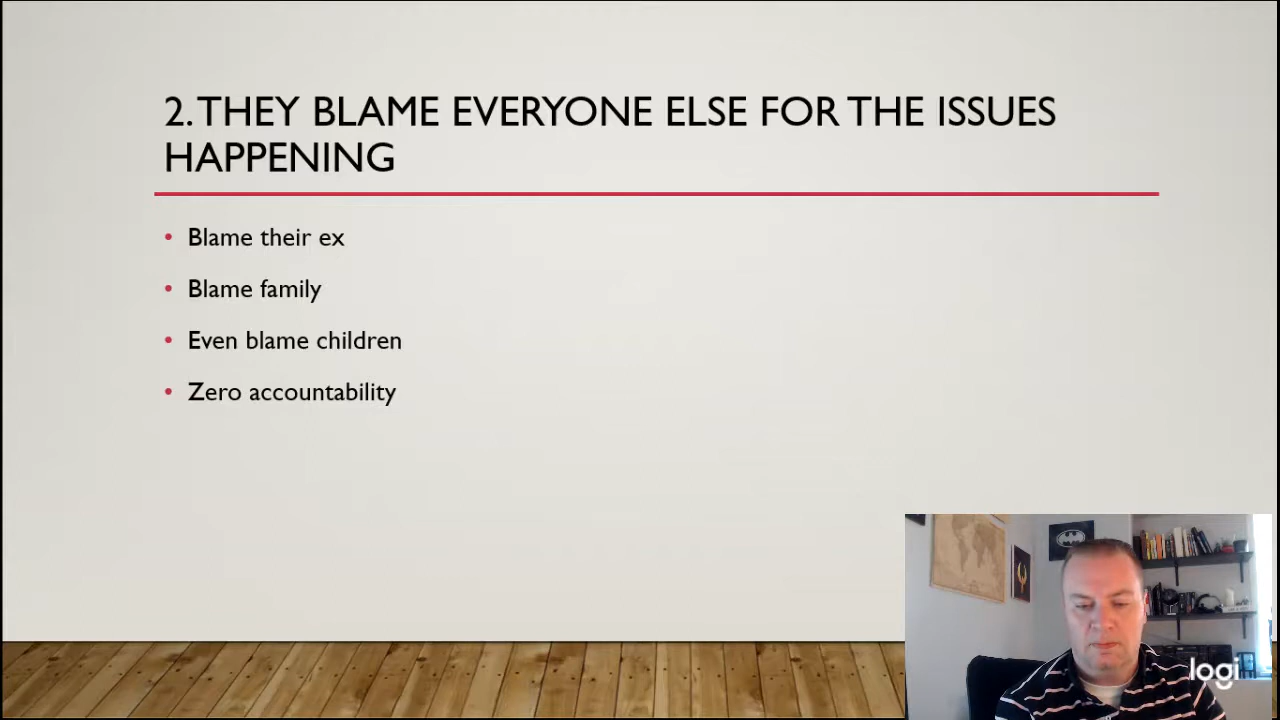 2. THEY BLAME EVERYONE ELSE FOR THE ISSUES
HAPPENING
• Blame their ex
• Blame family
• Even blame children
• Zero accountability
logi